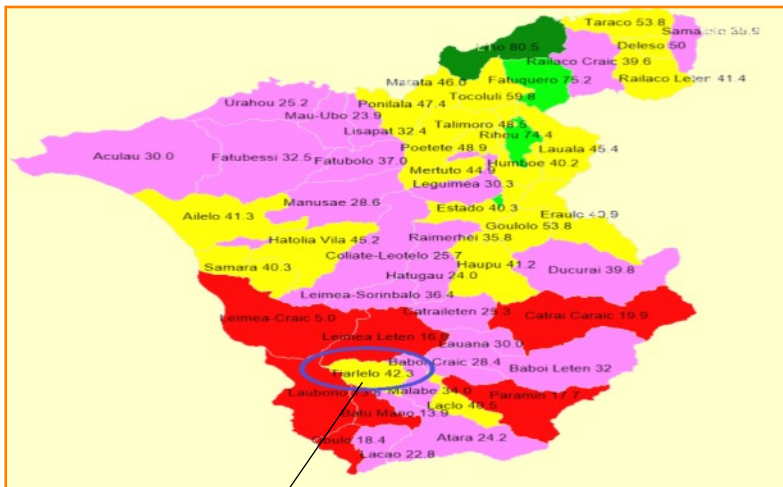 Taraco 53.8
80.5
Deleso 50
Railaco Craic 39.6
Fatuquero 75.2
Railaco Leten 41.4
Matata 46.0
Tocoluli 59.8
Urahou 25.2
Ponilala 47.4
Mau-Ubo 23.9
Talimoro 48.5
Lisapat 32.4
Riheu 74.4
Poetete 48.9
Lauala 45.4
Aculau 30.0
Fatubessi 32.5
Fatubolo 37.0
Humboe 40.2
Mertuto 44.9
Leguimea 30.3
Manusae 28.6
Estado 40.3
Ailelo 41.3
Eraulo 40.9
Goulolo 53.8
Hatolia Vila 45.2
Raimerhei 35.8
Coliate-Leotelo 25.7
Samara 40.3
Haupu 41.2
Ducurai 39.8
Hatugau 24.0
Leimea-Sorinbalo 36.4
Leimea-Craic 5.0
Catraileten 25.3
Catrai Caraic 19.9
Leimea Leten
Lauana 30.0
Baboi Craic 28.4
Baboi Leten 32
42.3
Malabe 34.0
Paramin 17.7
Laclo
Batu Mano 13.9
18.4
Atara 24.2
Lacao 22.8